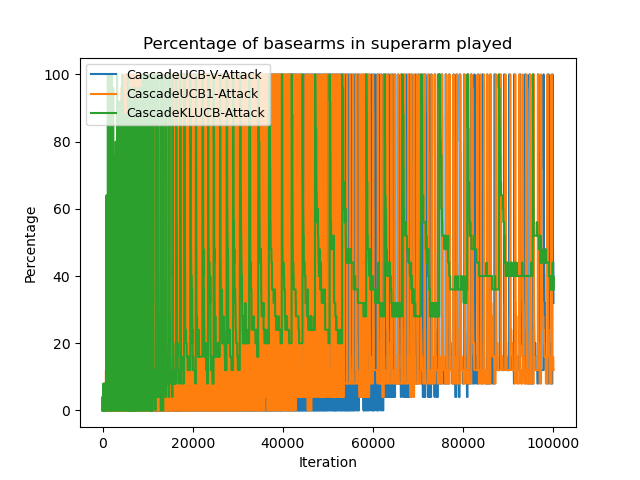 Percentage of basearms in superarm played
CascadeUCB-V-Attack
CascadeUCB1-Attack
CascadeKLUCB-Attack
100
80
60
40
20
0
Percentage
0 20000 40000 60000 80000 100000
Iteration